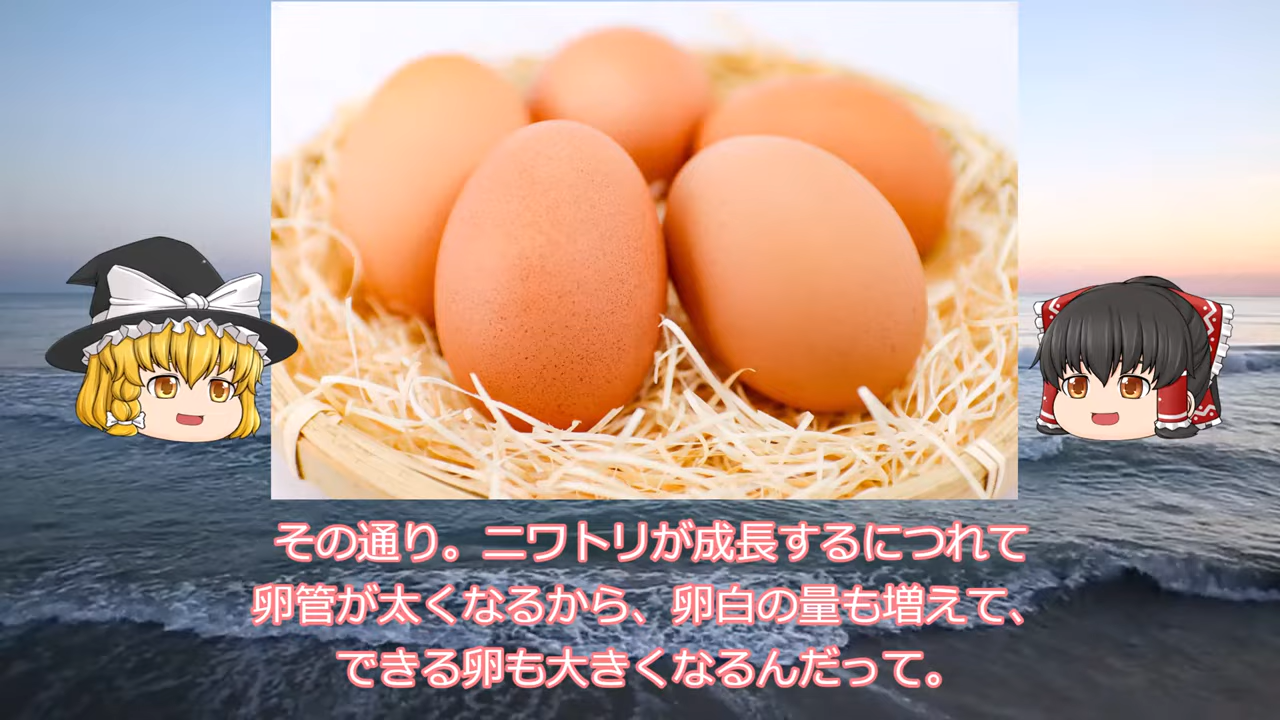 その通り。ニワトリが成長するにつれて
卵管が太くなるから、卵白の量も増えて、
できる卵も大きくなるんだって。